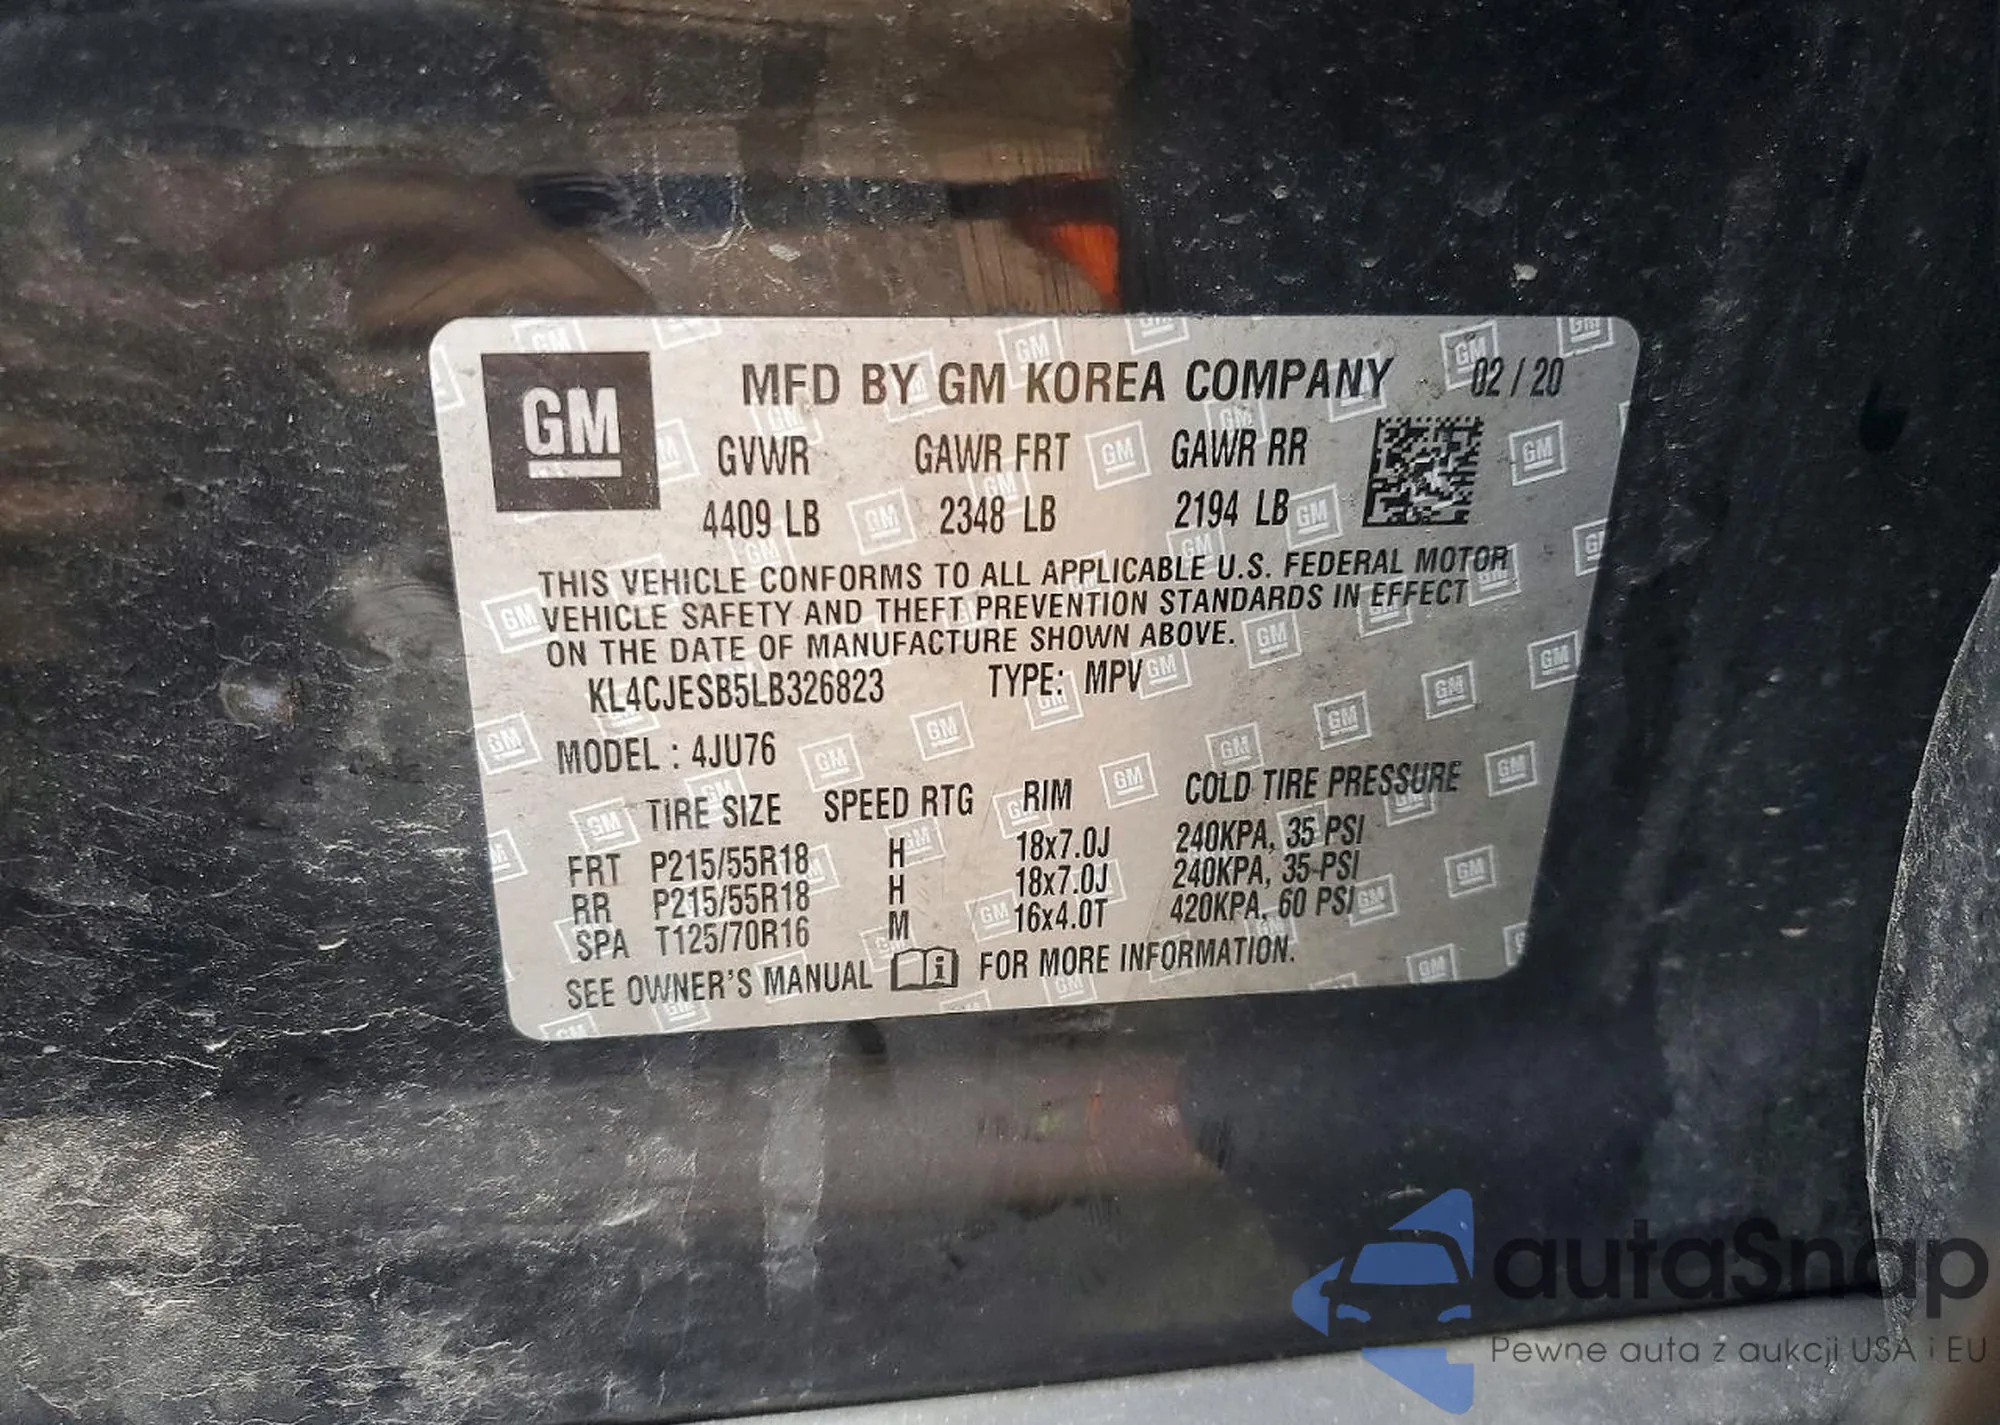 GM
MFD BY GM KOREA COMPANY 02 / 20
GVWR GAWR FRT GAWR RR
4409 LB 2348 LB 2194 LB
THIS VEHICLE CONFORMS TO ALL APPLICABLE U.S. FEDERAL MOTOR
VEHICLE SAFETY AND THEFT PREVENTION STANDARDS IN EFFECT
ON THE DATE OF MANUFACTURE SHOWN ABOVE.
KL4CJESB5LB326823 TYPE: MPV
MODEL : 4JU76
TIRE SIZE SPEED RTG RIM COLD TIRE PRESSURE
FRT P215/55R18 H 18x7.0J 240KPA, 35 PSI
RR P215/55R18 H 18x7.0J 240KPA, 35 PSI
SPA T125/70R16 M 16x4.0T 420KPA, 60 PSI
SEE OWNER'S MANUAL FOR MORE INFORMATION.
autaSnap
Pewne auta z aukcji USA i EU